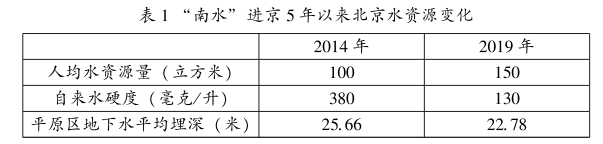 表 1 “南水” 进京 5 年以来北京水资源变化
2014 年 2019 年
人均水资源量 (立方米) 100 150
自来水硬度 (毫克/升) 380 130
平原区地下水平均埋深 (米) 25.66 22.78